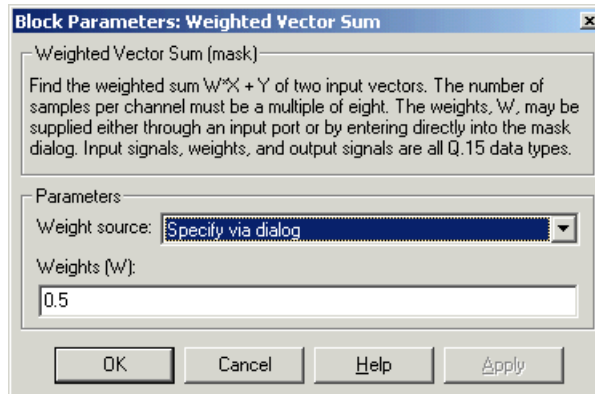 Block Parameters: Weighted Vector Sum
Weighted Vector Sum (mask)
Find the weighted sum W*X + Y of two input vectors. The number of
samples per channel must be a multiple of eight. The weights, W, may be
supplied either through an input port or by entering directly into the mask
dialog. Input signals, weights, and output signals are all Q.15 data types.
Parameters
Weight source: Specify via dialog
Weights (W):
0.5
OK Cancel Help Apply